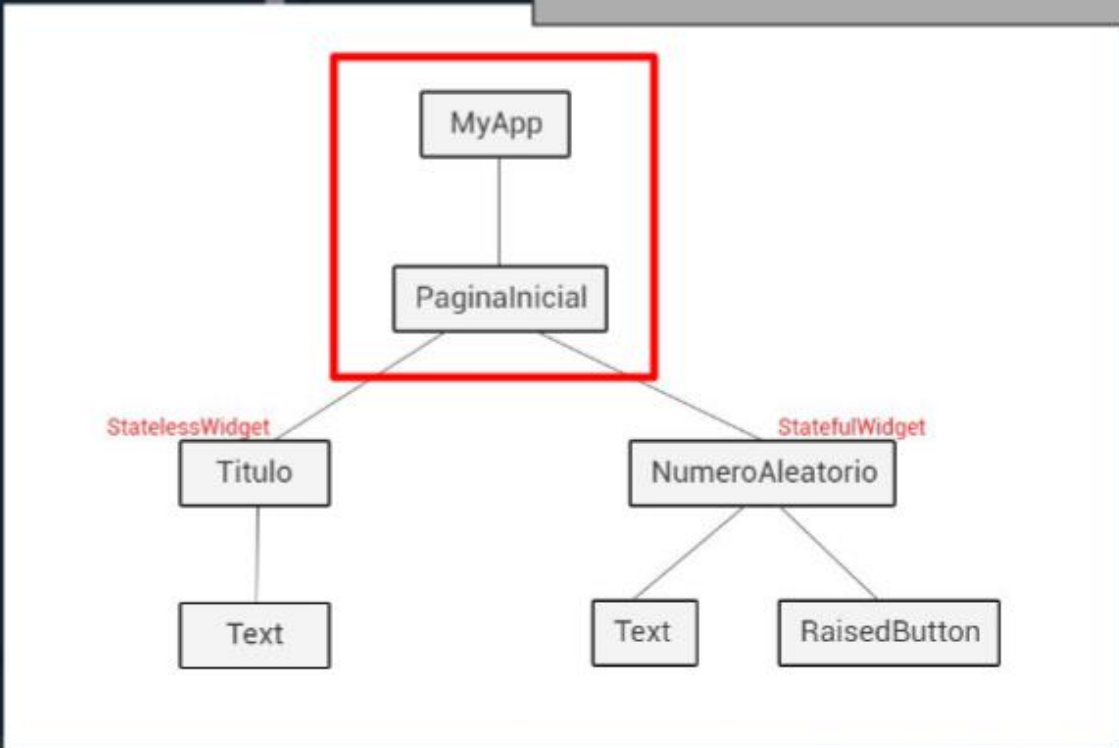 MyApp
PaginaInicial
StatelessWidget
StatefulWidget
Titulo
NumeroAleatorio
Text
Text
RaisedButton